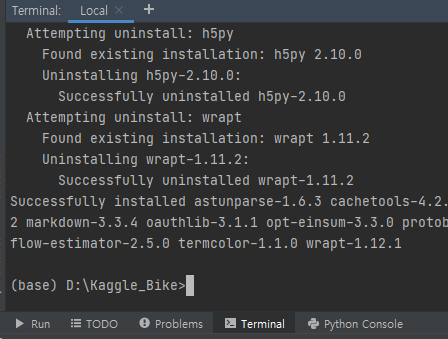 Terminal: Local × +
Attempting uninstall: h5py
Found existing installation: h5py 2.10.0
Uninstalling h5py-2.10.0:
Successfully uninstalled h5py-2.10.0
Attempting uninstall: wrapt
Found existing installation: wrapt 1.11.2
Uninstalling wrapt-1.11.2:
Successfully uninstalled wrapt-1.11.2
Successfully installed astunparse-1.6.3 cachetools-4.2.
2 markdown-3.3.4 oauthlib-3.1.1 opt-einsum-3.3.0 protob
flow-estimator-2.5.0 termcolor-1.1.0 wrapt-1.12.1
(base) D:\Kaggle_Bike>
Run TODO Problems Terminal Python Console